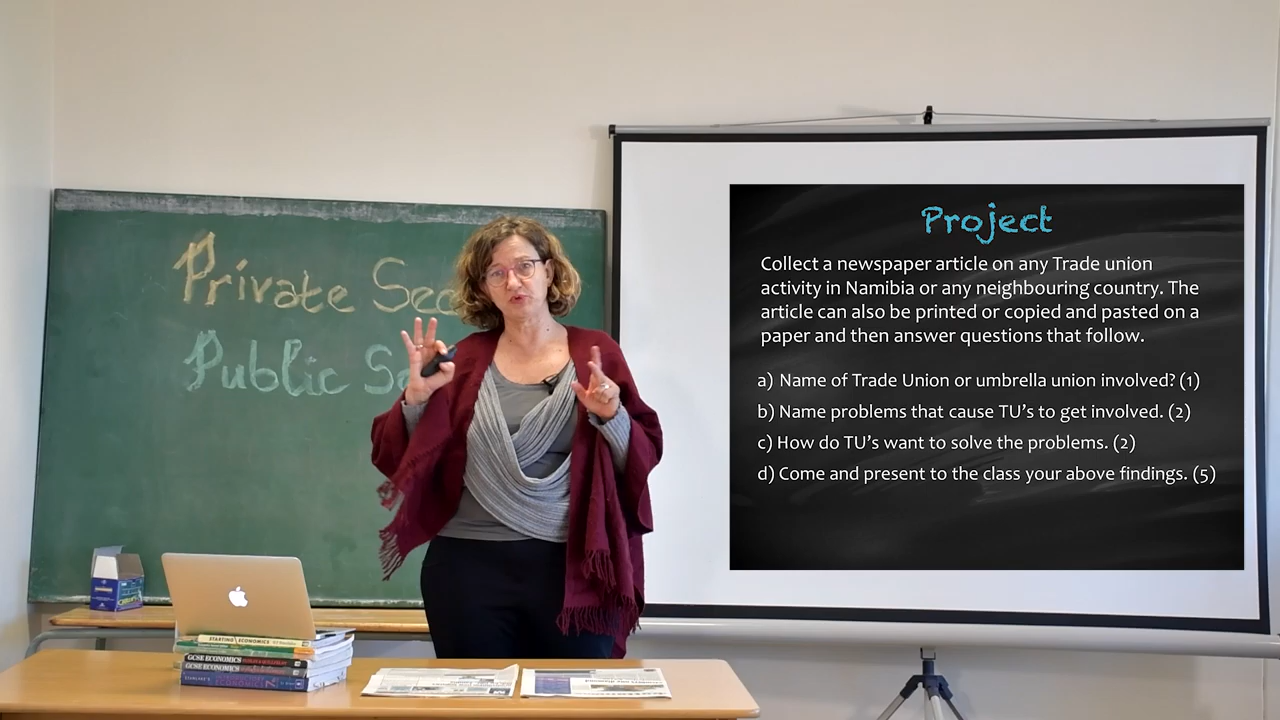 Private Sec
Public Se
Project
Collect a newspaper article on any Trade union
activity in Namibia or any neighbouring country. The
article can also be printed or copied and pasted on a
paper and then answer questions that follow.
a) Name of Trade Union or umbrella union involved? (1)
b) Name problems that cause TU's to get involved. (2)
c) How do TU's want to solve the problems. (2)
d) Come and present to the class your above findings. (5)
STARTING ECONOMICS
GCSE ECONOMICS
GCSE ECONOMICS
ECONOMICS